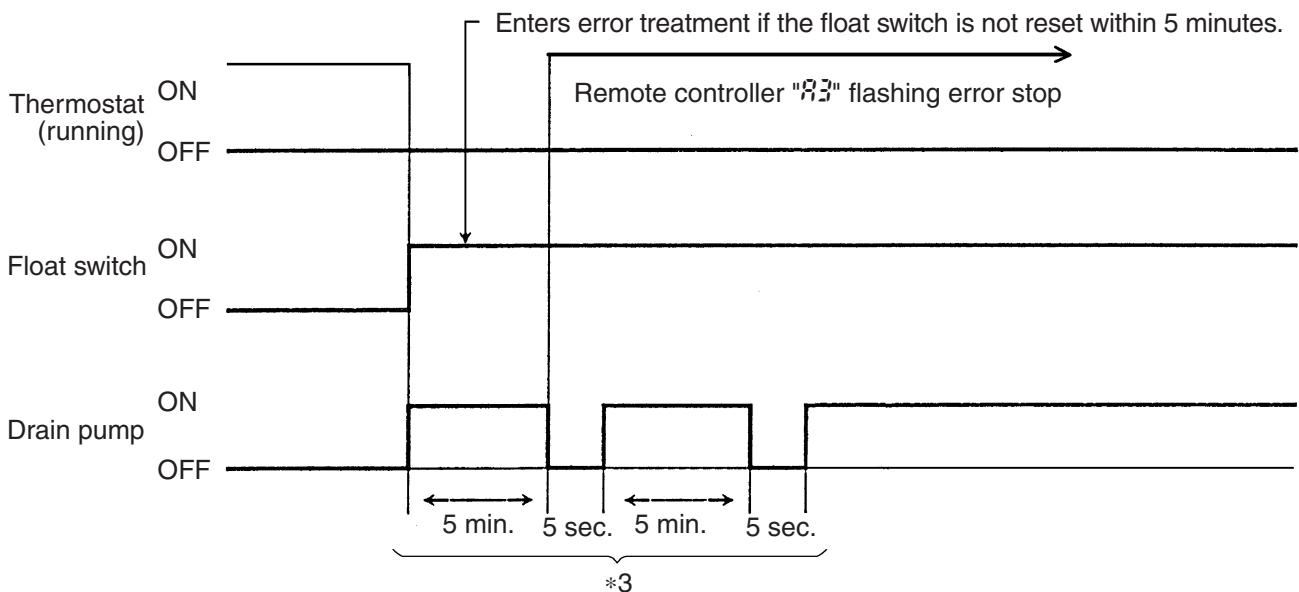 Enters error treatment if the float switch is not reset within 5 minutes.
Remote controller "A3" flashing error stop
Thermostat
(running)
ON
OFF
Float switch
ON
OFF
Drain pump
ON
OFF
5 min.
5 sec.
5 min.
5 sec.
*3